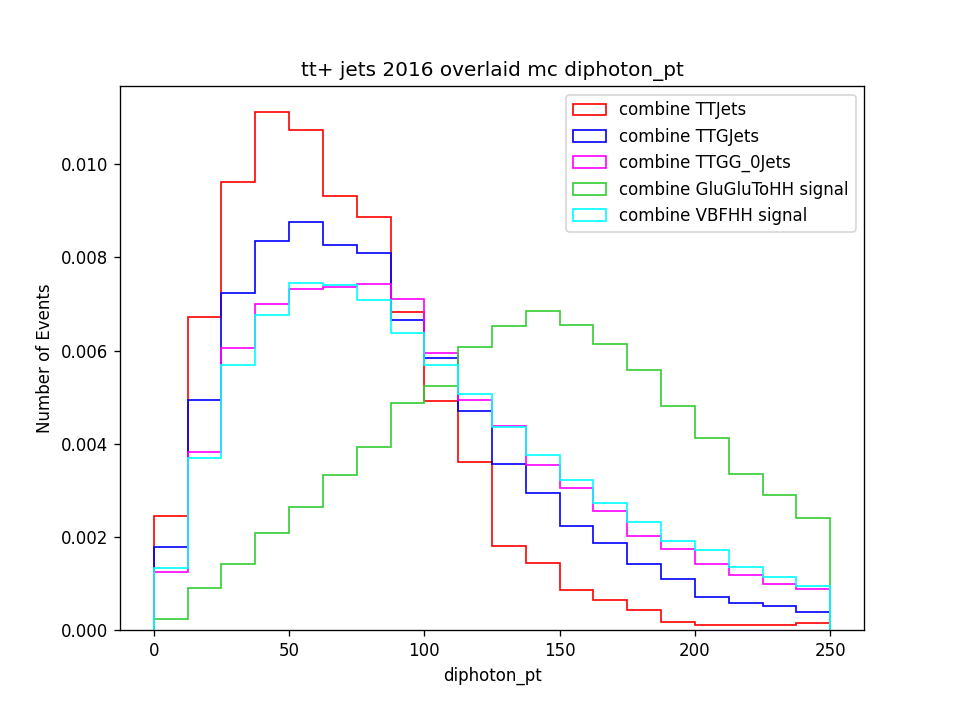 tt+ jets 2016 overlaid mc diphoton_pt
combine TTJets
combine TTGJets
combine TTGG_0Jets
combine GluGluToHH signal
combine VBFHH signal
Number of Events
0.010
0.008
0.006
0.004
0.002
0.000
0 50 100 150 200 250
diphoton_pt